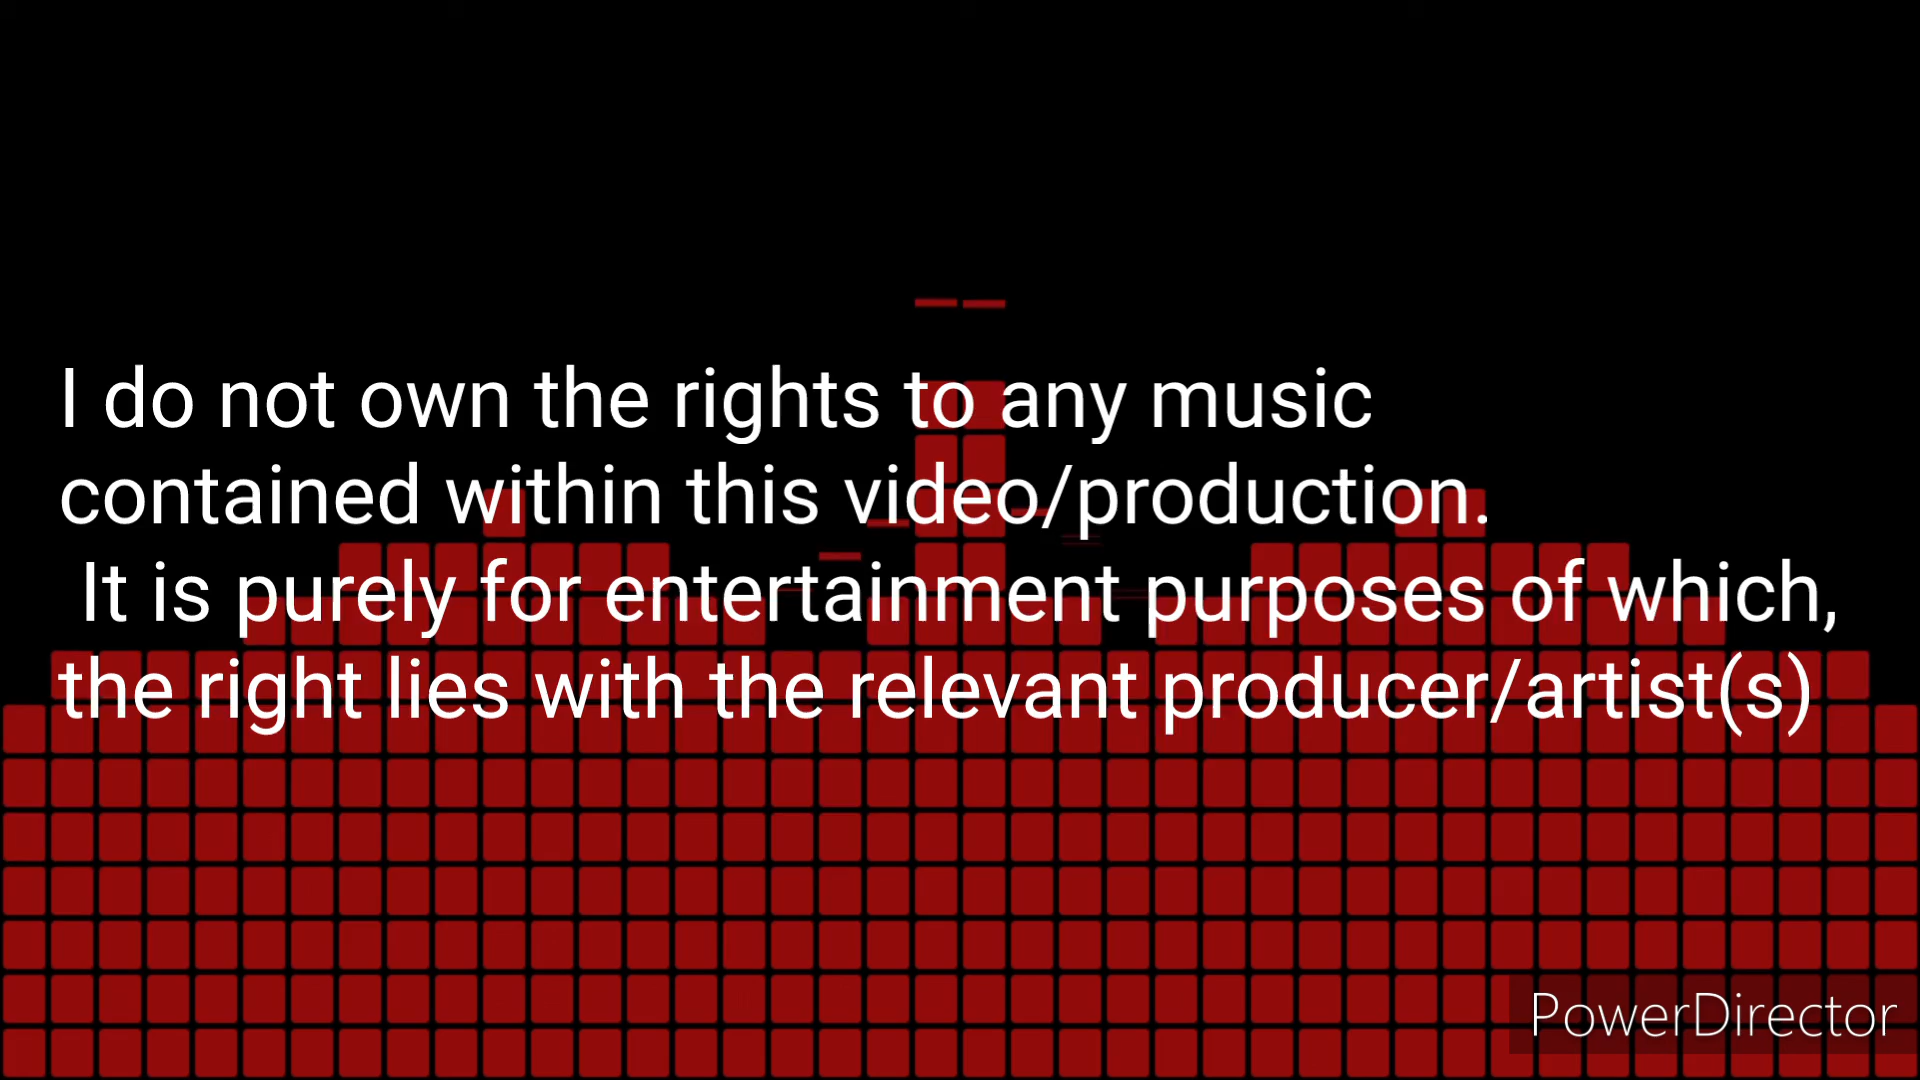 I do not own the rights to any music
contained within this video/production.
It is purely for entertainment purposes of which,
the right lies with the relevant producer/artist(s)
PowerDirector